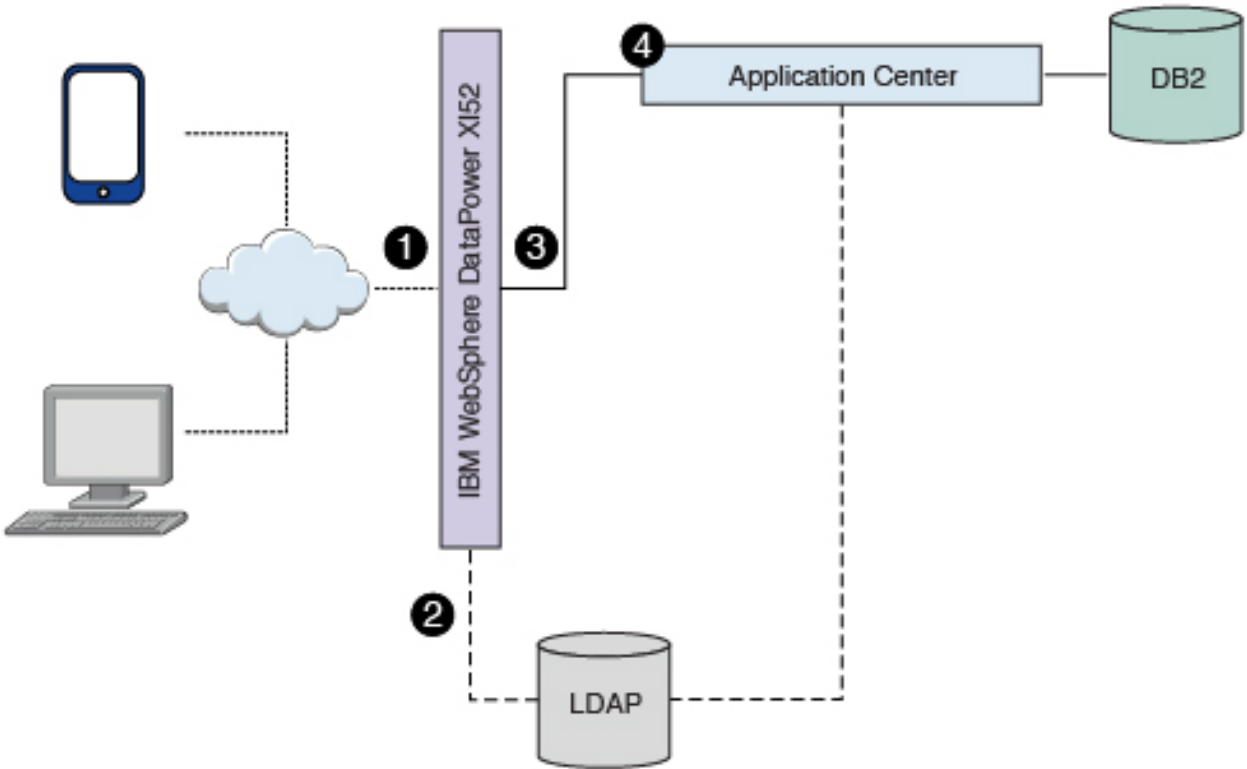 4
Application Center
DB2
IBM WebSphere DataPower XI52
1
3
2
LDAP